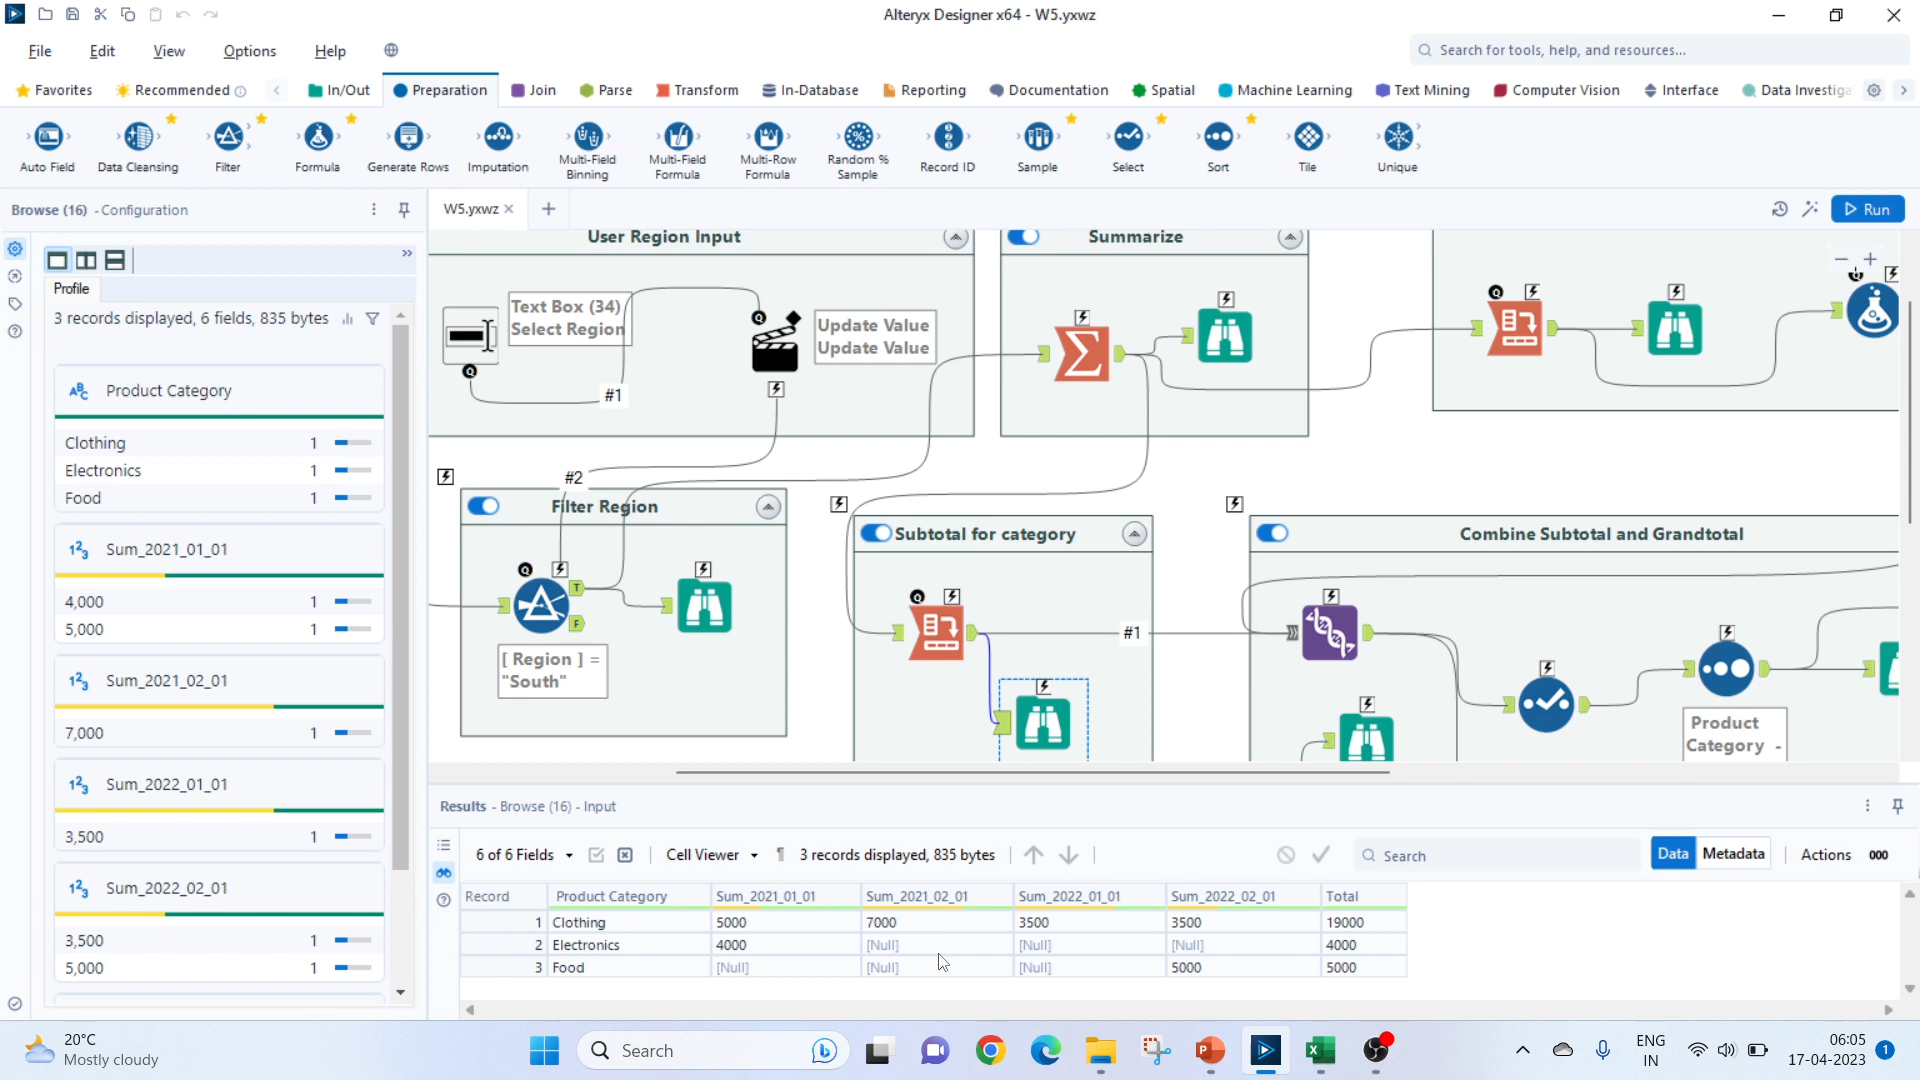 Alteryx Designer x64 - W5.yxwz
File Edit View Options Help
Search for tools, help, and resources...
Favorites Recommended In/Out Preparation Join Parse Transform In-Database Reporting Documentation Spatial Machine Learning Text Mining Computer Vision Interface Data Investiga
Auto Field
Data Cleansing
Filter
Formula
Generate Rows
Imputation
Multi-Field
Binning
Multi-Field
Formula
Multi-Row
Formula
Random %
Sample
Record ID
Sample
Select
Sort
Tile
Unique
Browse (16) - Configuration
W5.yxwz
Run
Profile
3 records displayed, 6 fields, 835 bytes
ABC Product Category
Clothing 1
Electronics 1
Food 1
123 Sum_2021_01_01
4,000 1
5,000 1
123 Sum_2021_02_01
7,000 1
123 Sum_2022_01_01
3,500 1
123 Sum_2022_02_01
3,500 1
5,000 1
User Region Input
Text Box (34)
Select Region
Q
Q
#1
Update Value
Update Value
#2
Summarize
Q
Filter Region
Q
T
F
[ Region ] =
"South"
Subtotal for category
Q
#1
Combine Subtotal and Grandtotal
Product
Category -
Results - Browse (16) - Input
6 of 6 Fields Cell Viewer 3 records displayed, 835 bytes Search Data Metadata Actions 000
Record Product Category Sum_2021_01_01 Sum_2021_02_01 Sum_2022_01_01 Sum_2022_02_01 Total
1 Clothing 5000 7000 3500 3500 19000
2 Electronics 4000 [Null] [Null] [Null] 4000
3 Food [Null] [Null] [Null] 5000 5000
20°C
Mostly cloudy
Search
ENG
IN
06:05
17-04-2023
1